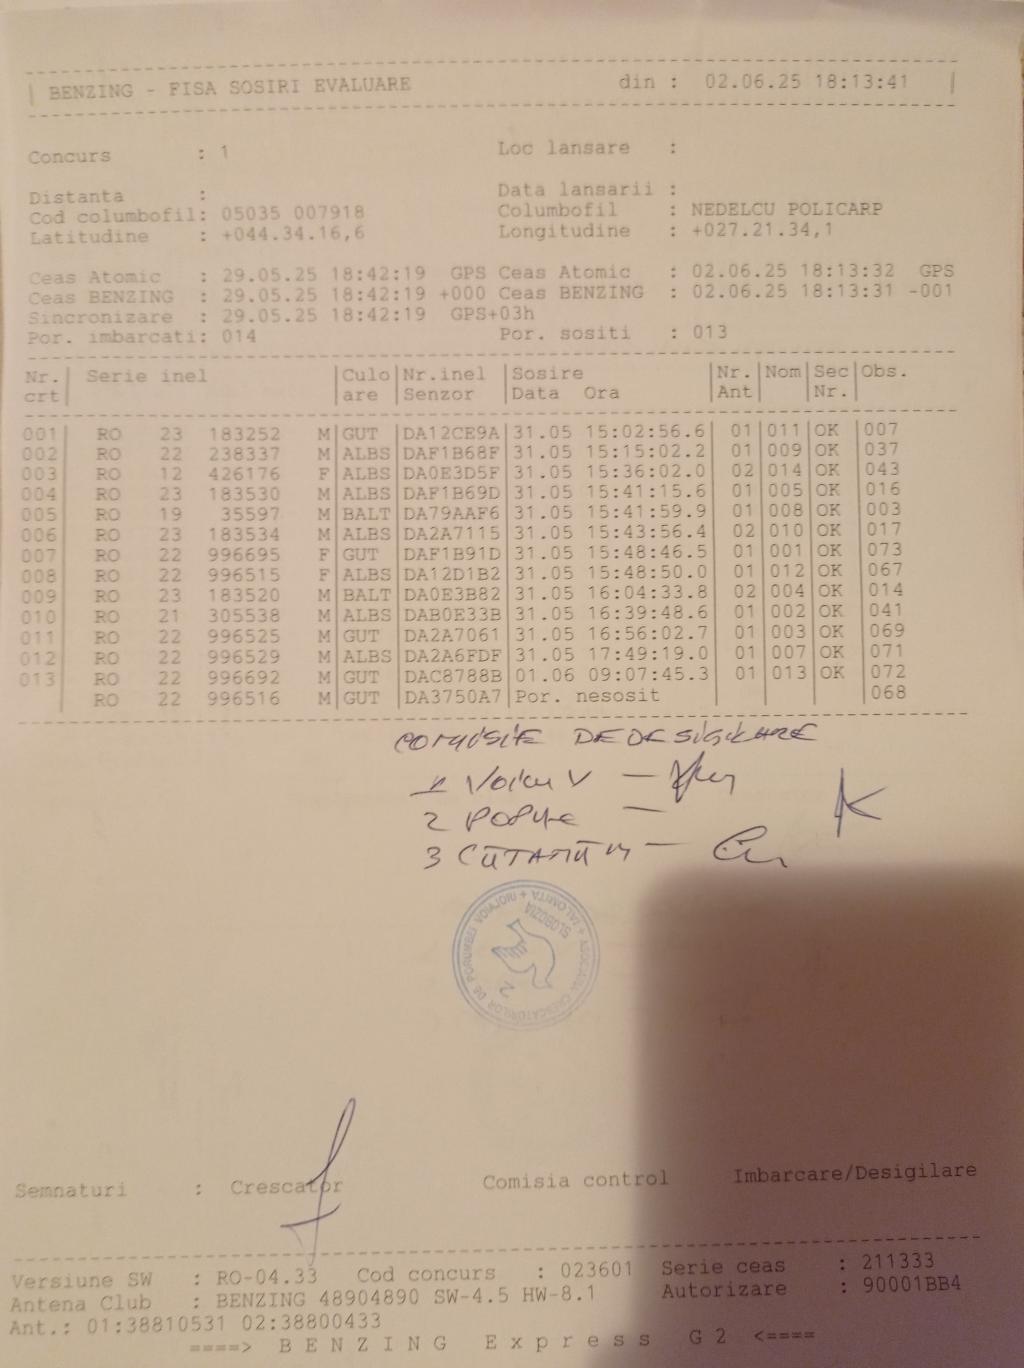 BENZING - FISA SOSIRI EVALUARE din : 02.06.25 18:13:41
Concurs : 1 Loc lansare :
Distanta : Data lansarii :
Cod columbofil: 05035 007918 Columbofil : NEDELCU POLICARP
Latitudine : +044.34.16,6 Longitudine : +027.21.34,1
Ceas Atomic : 29.05.25 18:42:19 GPS Ceas Atomic : 02.06.25 18:13:32 GPS
Ceas BENZING : 29.05.25 18:42:19 +000 Ceas BENZING : 02.06.25 18:13:31 -001
Sincronizare : 29.05.25 18:42:19 GPS+03h
Por. imbarcati: 014 Por. sositi : 013
Nr. | Serie inel |Culo|Nr.inel |Sosire |Nr.|Nom|Sec|Obs.
crt| |are |Senzor |Data Ora |Ant| |Nr.|
001| RO 23 183252 M|GUT |DA12CE9A|31.05 15:02:56.6| 01|011|OK |007
002| RO 22 238337 M|ALBS|DAF1B68F|31.05 15:15:02.2| 01|009|OK |037
003| RO 12 426176 F|ALBS|DA0E3D5F|31.05 15:36:02.0| 02|014|OK |043
004| RO 23 183530 M|ALBS|DAF1B69D|31.05 15:41:15.6| 01|005|OK |016
005| RO 19 35597 M|BALT|DA79AAF6|31.05 15:41:59.9| 01|008|OK |003
006| RO 23 183534 M|ALBS|DA2A7115|31.05 15:43:56.4| 02|010|OK |017
007| RO 22 996695 F|GUT |DAF1B91D|31.05 15:48:46.5| 01|001|OK |073
008| RO 22 996515 F|ALBS|DA12D1B2|31.05 15:48:50.0| 01|012|OK |067
009| RO 23 183520 M|BALT|DA0E3B82|31.05 16:04:33.8| 02|004|OK |014
010| RO 21 305538 M|ALBS|DAB0E33B|31.05 16:39:48.6| 01|002|OK |041
011| RO 22 996525 M|GUT |DA2A7061|31.05 16:56:02.7| 01|003|OK |069
012| RO 22 996529 M|ALBS|DA2A6FDF|31.05 17:49:19.0| 01|007|OK |071
013| RO 22 996692 M|GUT |DAC8788B|01.06 09:07:45.3| 01|013|OK |072
RO 22 996516 M|GUT |DA3750A7|Por. nesosit | | | |068
COMISIE DEDESIGILARE
1 Voicu V —
2 —
3 —
ASOCIATIA CRESCATORILOR DE PORUMBEI VOIAJORI + IALOMITA +
SLOBOZIA
2
Semnaturi : Crescator Comisia control Imbarcare/Desigilare
Versiune SW : RO-04.33 Cod concurs : 023601 Serie ceas : 211333
Antena Club : BENZING 48904890 SW-4.5 HW-8.1 Autorizare : 90001BB4
Ant.: 01:38810531 02:38800433
====> B E N Z I N G E x p r e s s G 2 <====